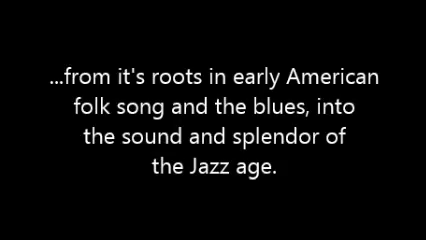 ...from it's roots in early American
folk song and the blues, into
the sound and splendor of
the Jazz age.